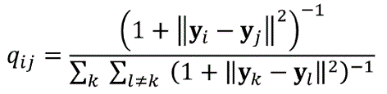 q_{ij} = \frac{\left(1 + \|\mathbf{y}_i - \mathbf{y}_j\|^2\right)^{-1}}{\sum_k \sum_{l \neq k} (1 + \|\mathbf{y}_k - \mathbf{y}_l\|^2)^{-1}}